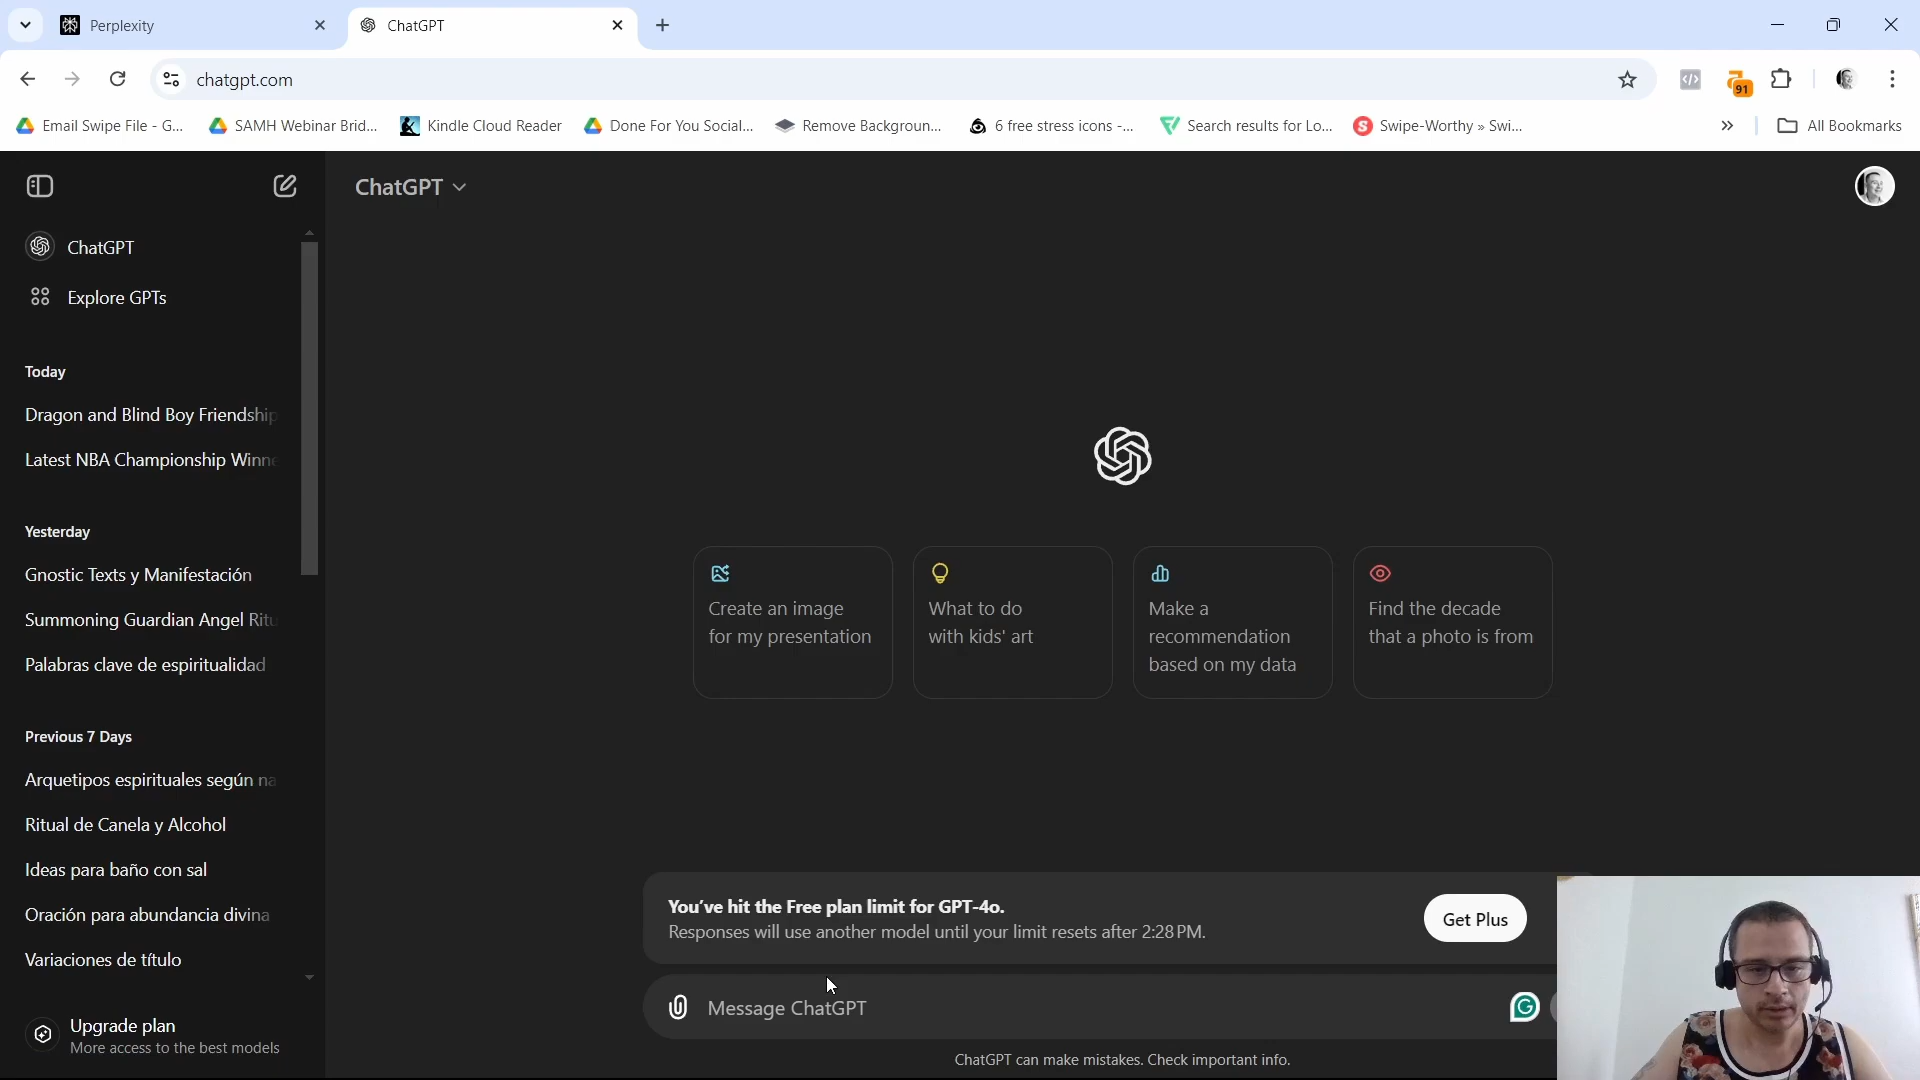 Perplexity
ChatGPT
chatgpt.com
91
Email Swipe File - G...
SAMH Webinar Brid...
Kindle Cloud Reader
Done For You Social...
Remove Backgroun...
6 free stress icons -...
Search results for Lo...
Swipe-Worthy » Swi...
All Bookmarks
ChatGPT
ChatGPT
Explore GPTs
Today
Dragon and Blind Boy Friendship
Latest NBA Championship Winne
Yesterday
Gnostic Texts y Manifestación
Summoning Guardian Angel Ritu
Palabras clave de espiritualidad
Previous 7 Days
Arquetipos espirituales según na
Ritual de Canela y Alcohol
Ideas para baño con sal
Oración para abundancia divina
Variaciones de título
Upgrade plan
More access to the best models
Create an image
for my presentation
What to do
with kids' art
Make a
recommendation
based on my data
Find the decade
that a photo is from
You've hit the Free plan limit for GPT-4o.
Responses will use another model until your limit resets after 2:28 PM.
Get Plus
Message ChatGPT
ChatGPT can make mistakes. Check important info.